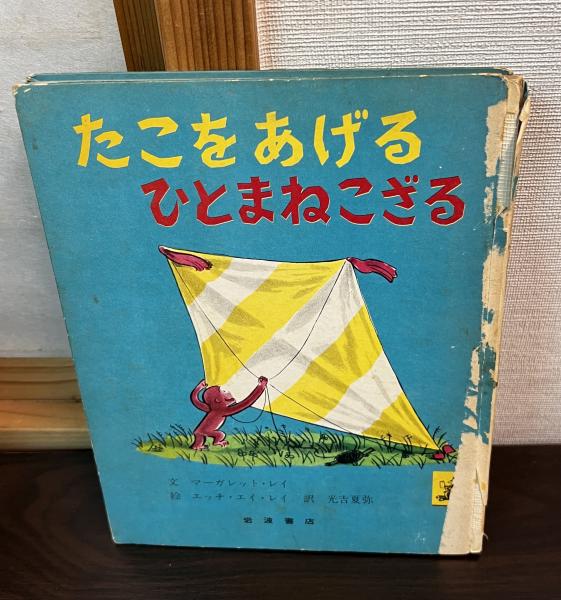 たこをあげる
ひとまねこざる
文 マーガレット・レイ
絵 エッチ・エイ・レイ 訳 光吉夏弥
岩波書店